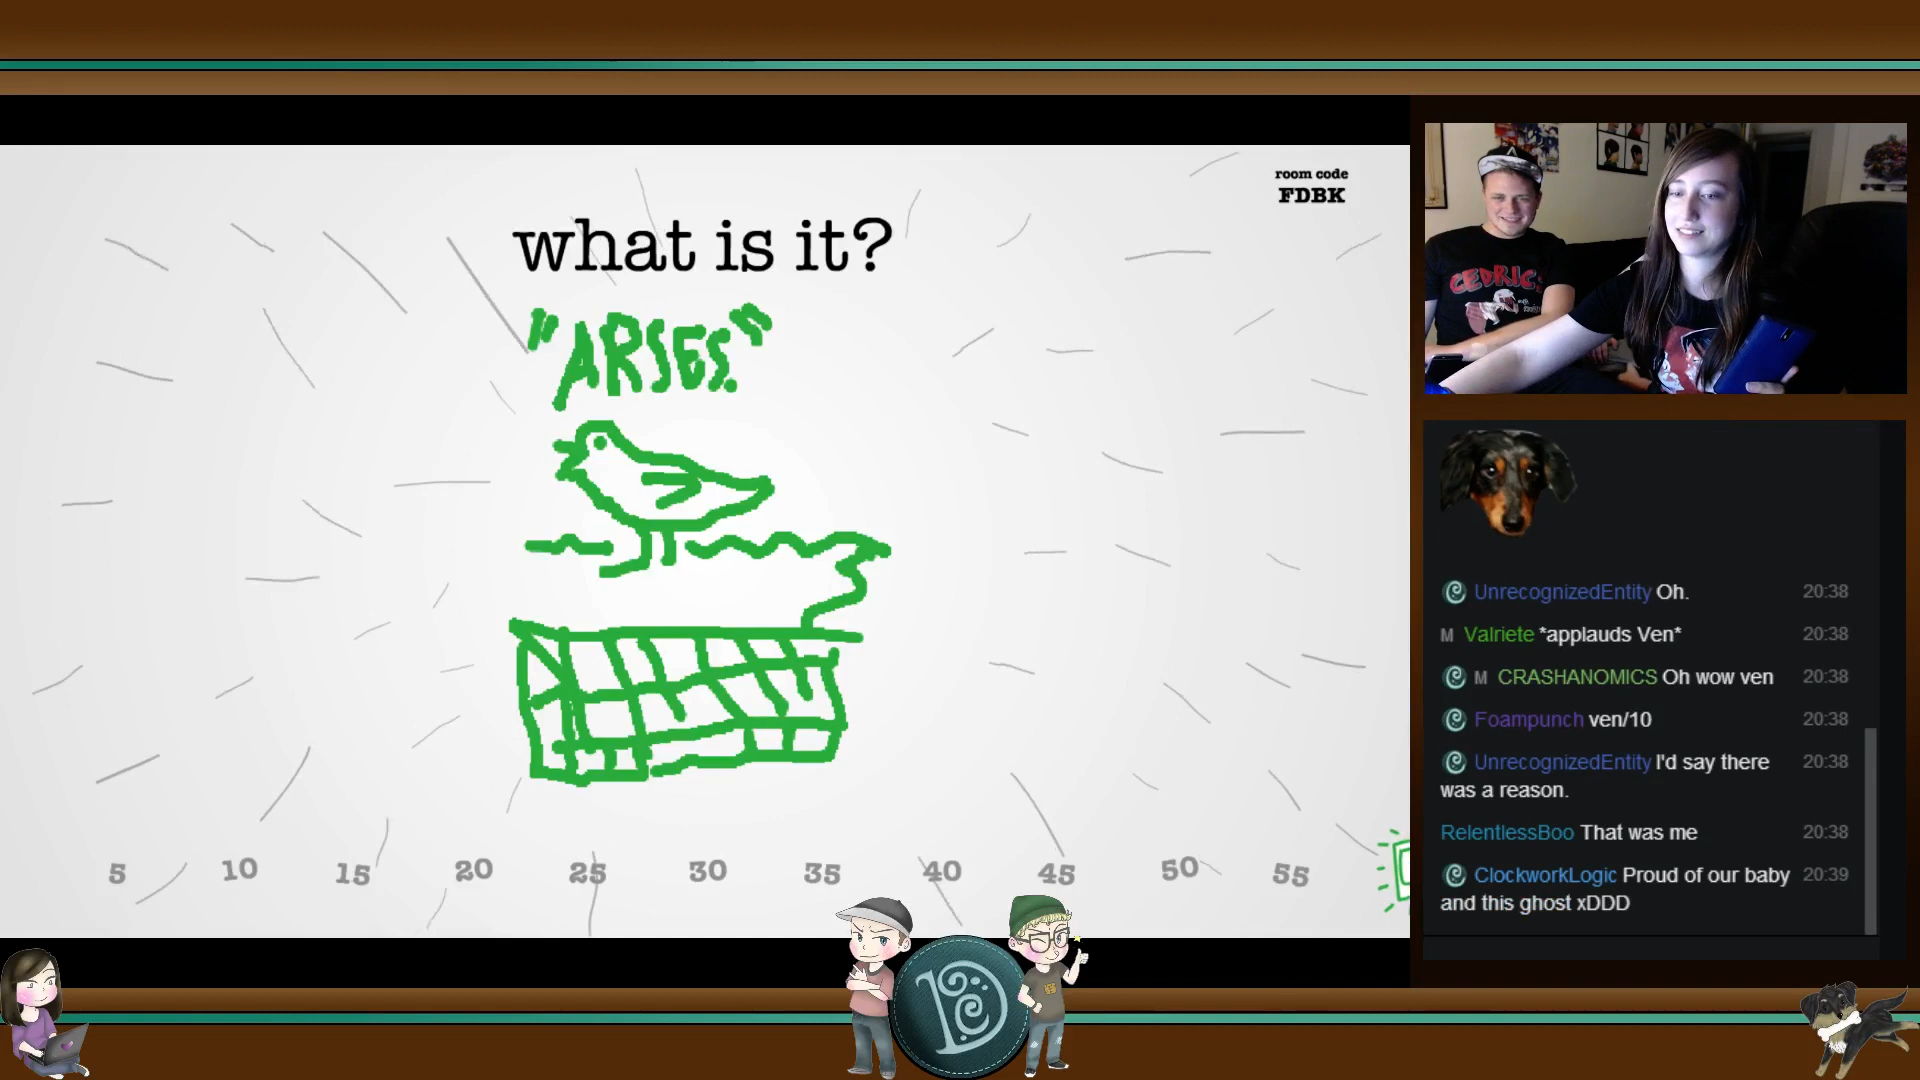 room code
FDBK
what is it?
"ARSES."
5 10 15 20 25 30 35 40 45 50 55
CEDRIC'S
UnrecognizedEntity Oh. 20:38
M Valriete *applauds Ven* 20:38
M CRASHANOMICS Oh wow ven 20:38
Foampunch ven/10 20:38
UnrecognizedEntity I'd say there 20:38
was a reason.
RelentlessBoo That was me 20:38
ClockworkLogic Proud of our baby 20:39
and this ghost xDDD